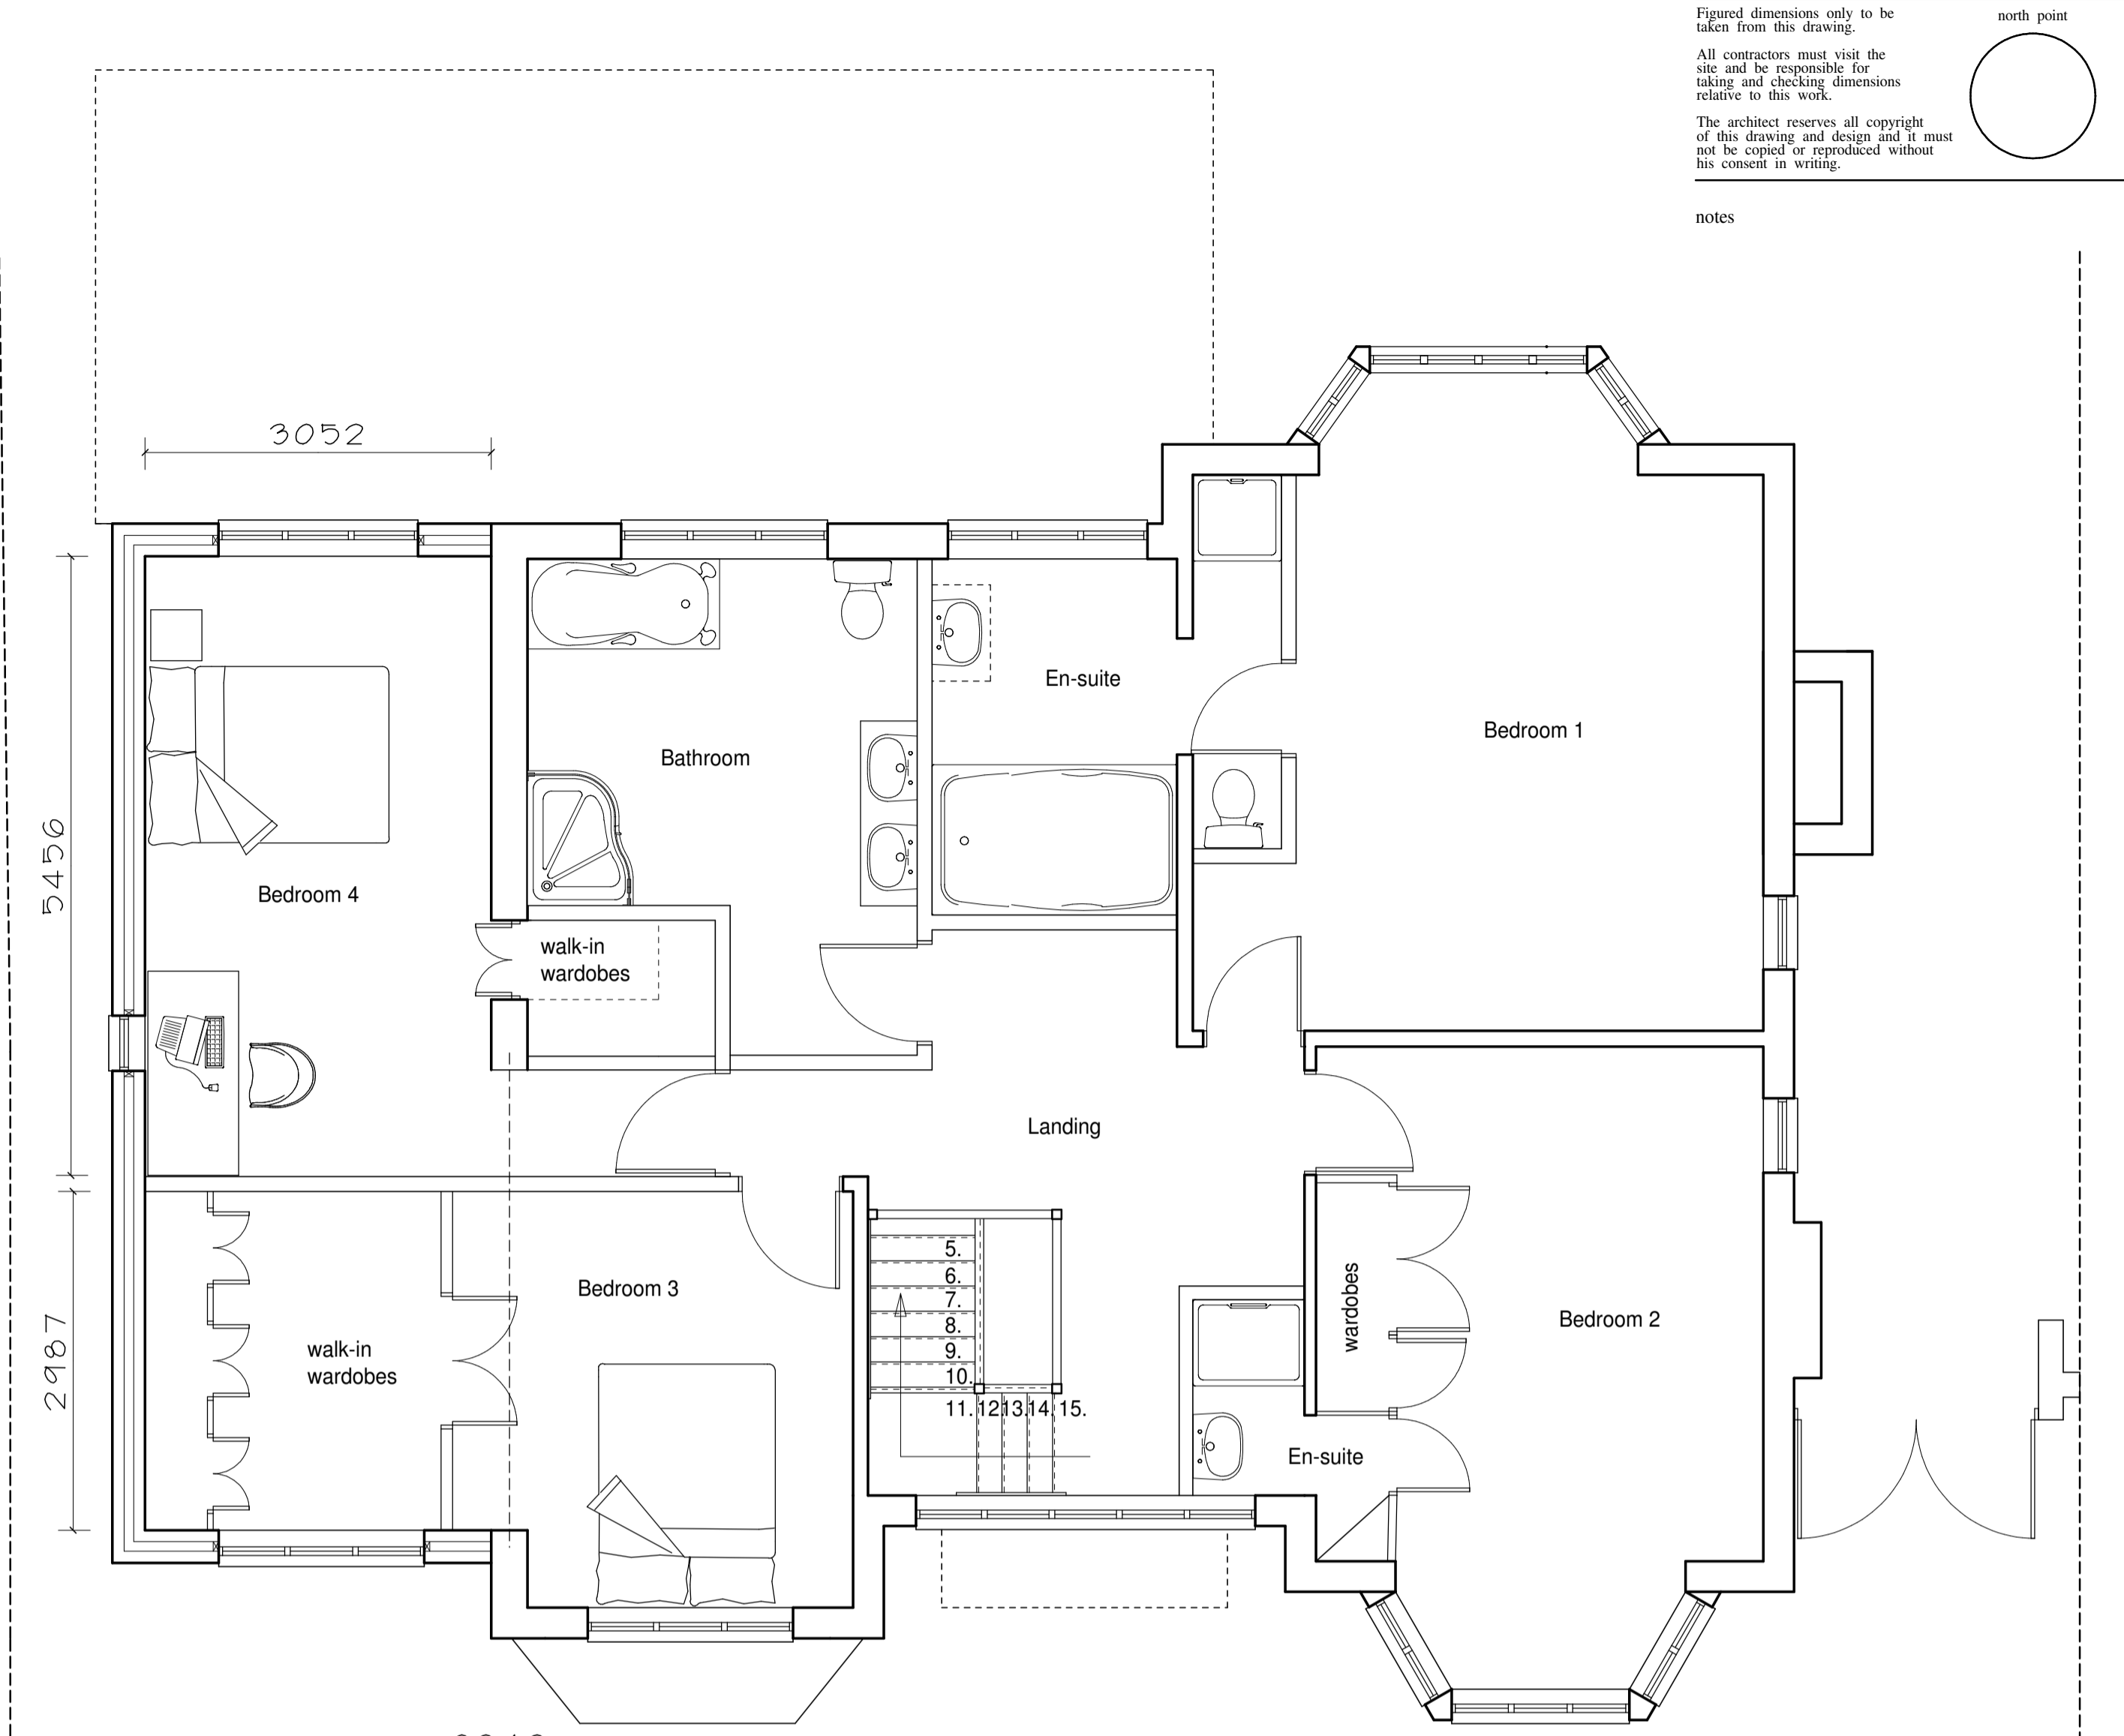 Figured dimensions only to be
taken from this drawing.
All contractors must visit the
site and be responsible for
taking and checking dimensions
relative to this work.
The architect reserves all copyright
of this drawing and design and it must
not be copied or reproduced without
his consent in writing.
north point
notes
3052
5456
2987
En-suite
Bedroom 1
Bathroom
Bedroom 4
walk-in
wardobes
Landing
Bedroom 3
walk-in
wardobes
5.
6.
7.
8.
9.
10.
11. 12 13. 14. 15.
wardobes
Bedroom 2
En-suite